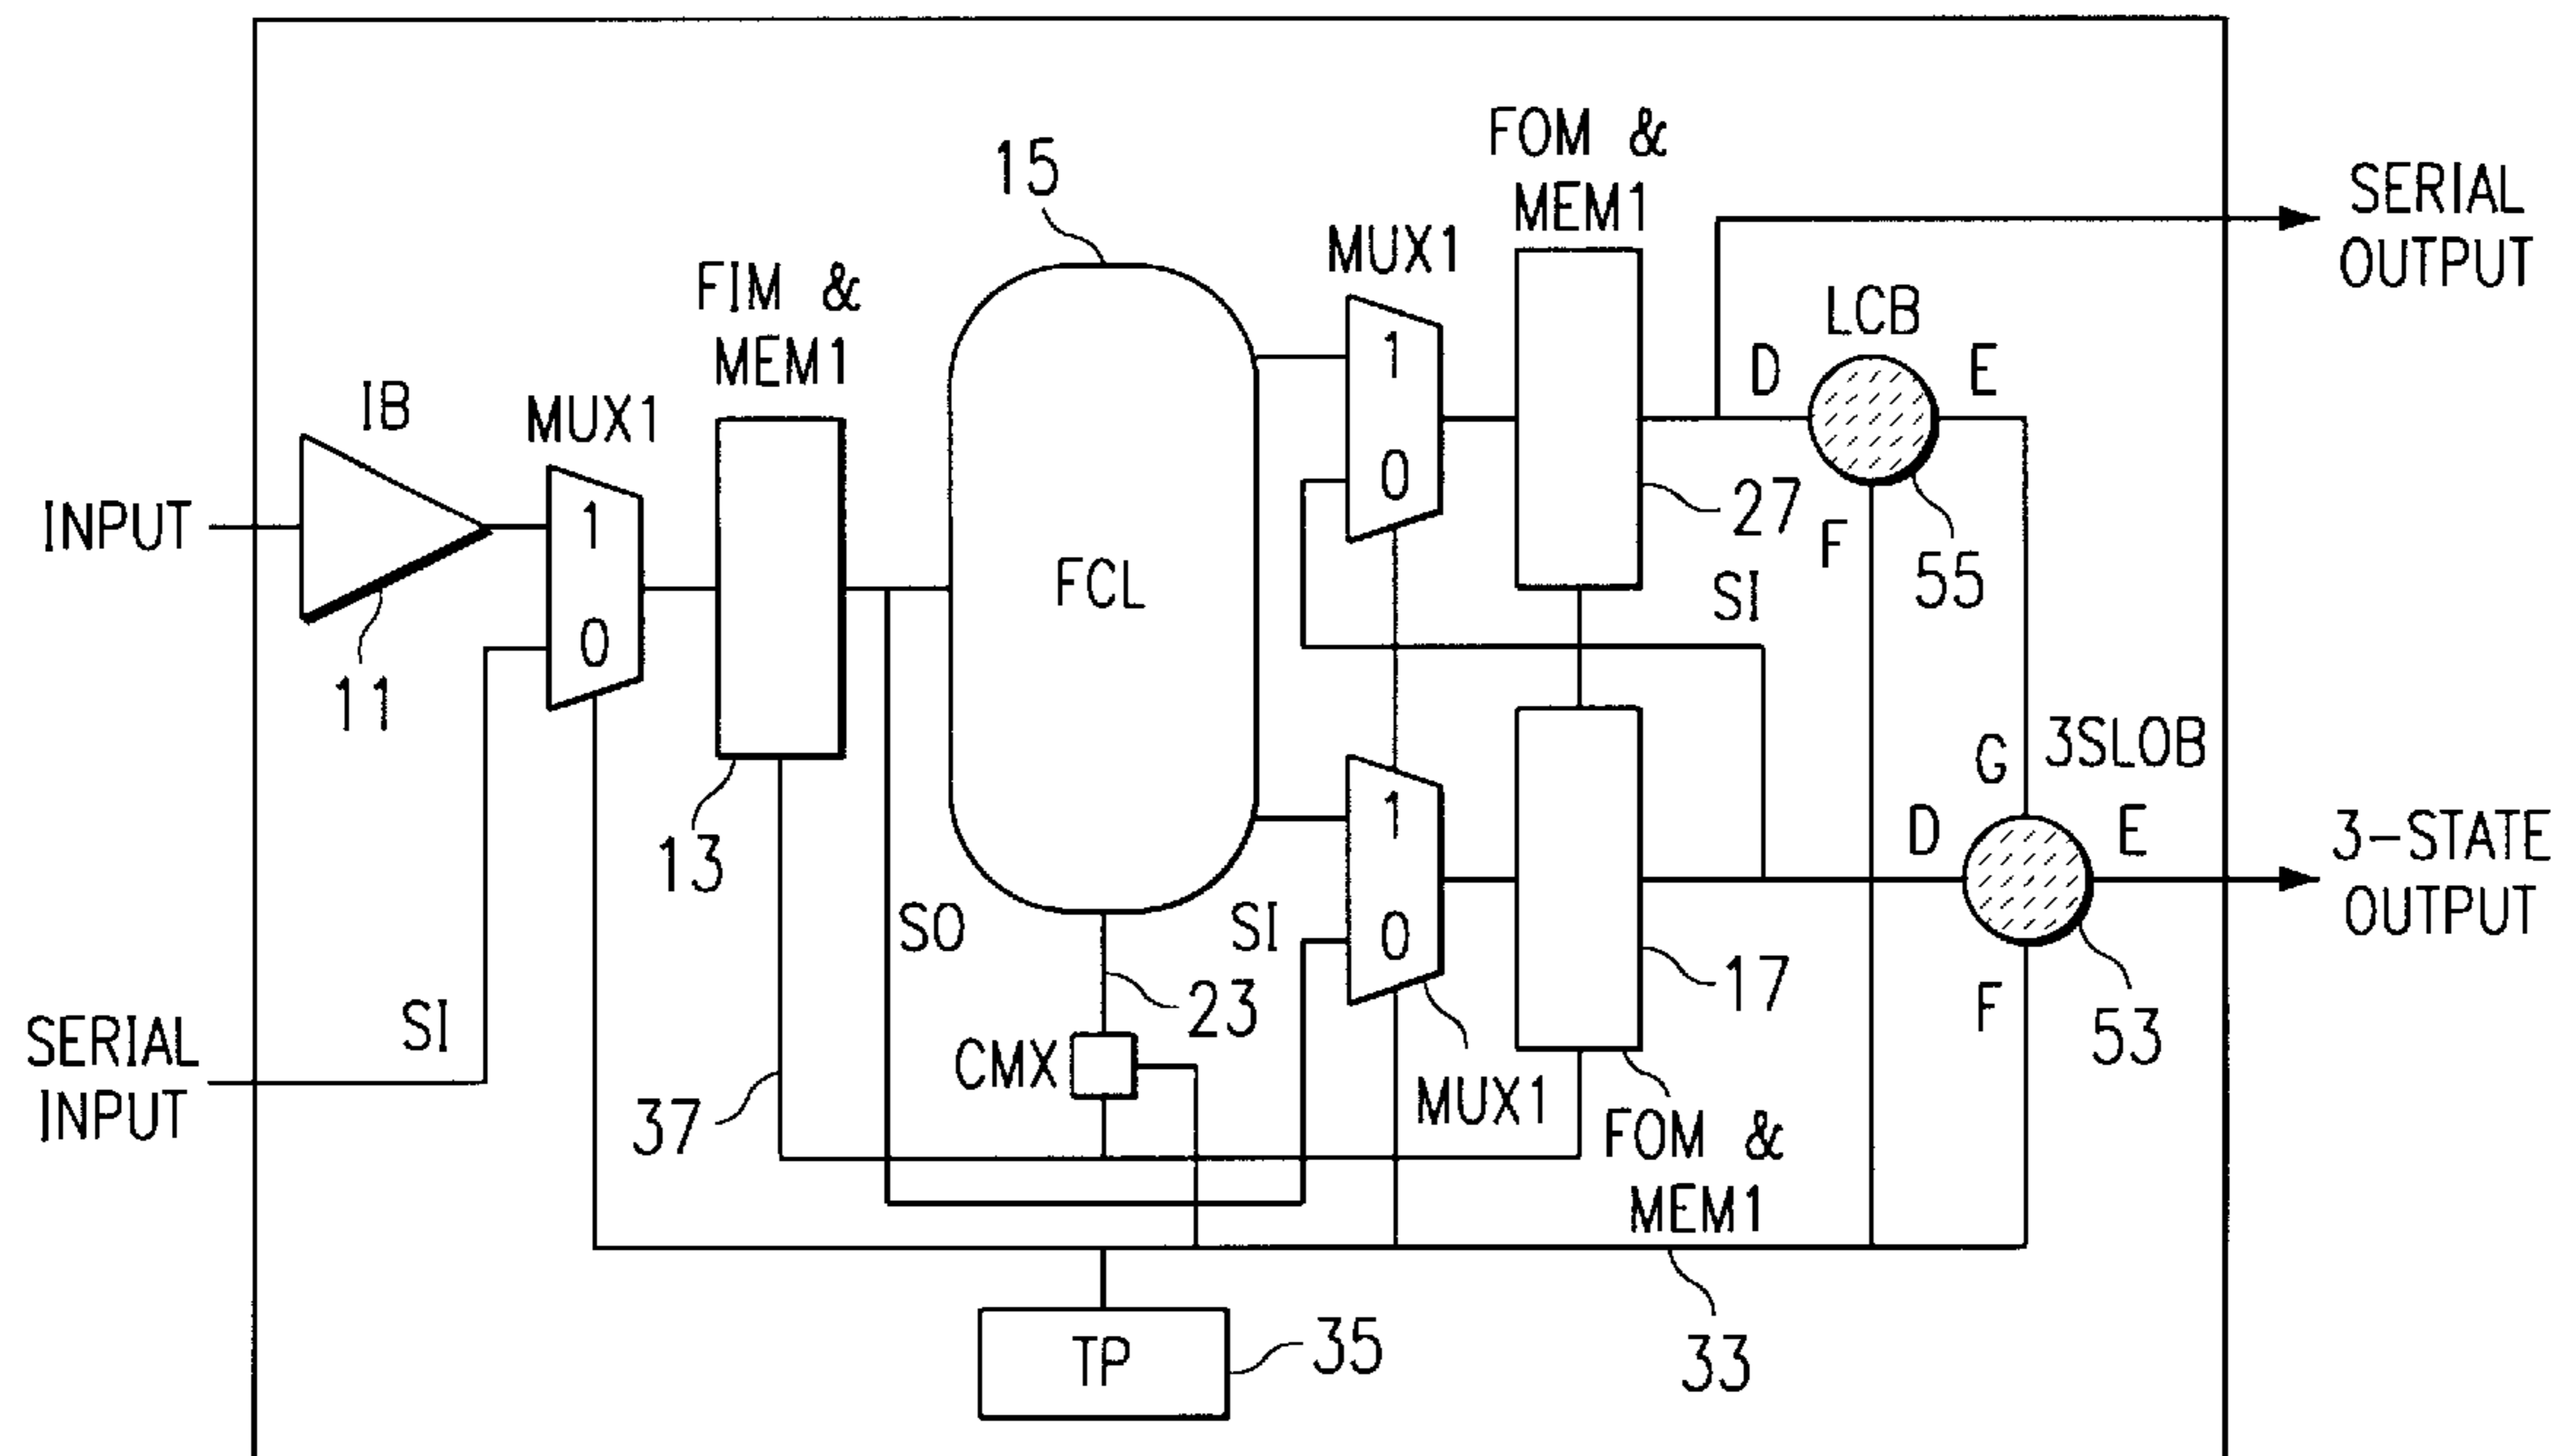 FOM &
MEM1
15
SERIAL
OUTPUT
MUX1
FIM &
MEM1
LCB
1
D
E
IB
MUX1
0
27
INPUT
1
F
55
FCL
SI
0
11
3SLOB
G
1
D
E
3-STATE
OUTPUT
13
SO
SI
0
17
SI
23
F
53
SERIAL
INPUT
CMX
37
MUX1
FOM &
MEM1
TP
35
33